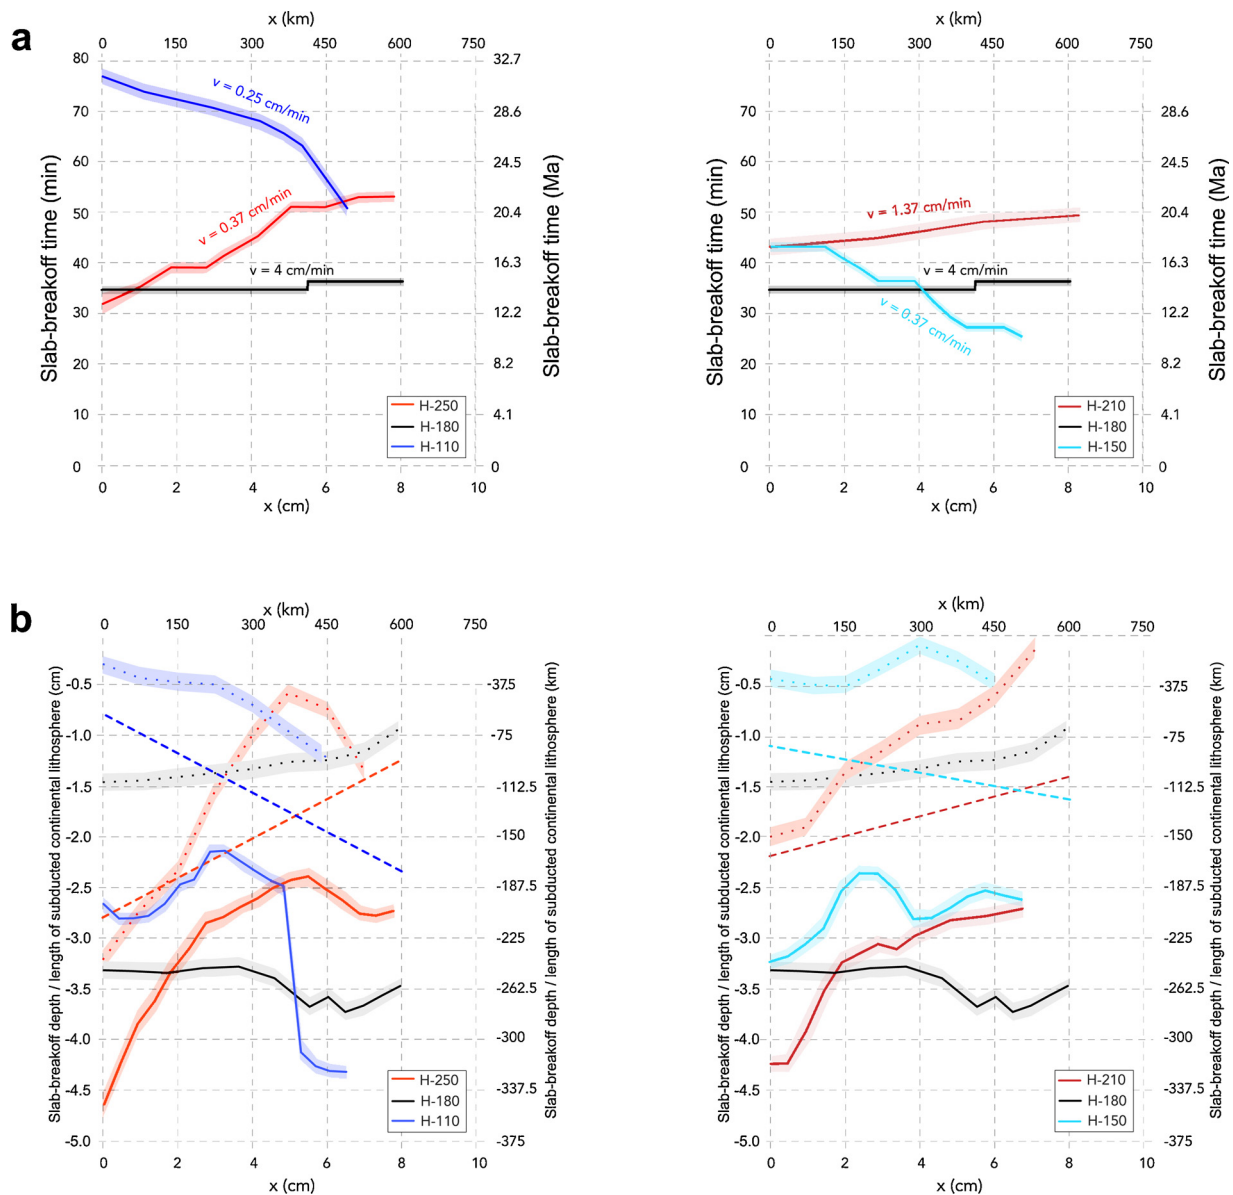 a
x (km)
0 150 300 450 600 750
80
70
60
50
40
30
20
10
0
Slab-breakoff time (min)
32.7
28.6
24.5
20.4
16.3
12.2
8.2
4.1
0
Slab-breakoff time (Ma)
v = 0.25 cm/min
v = 0.37 cm/min
v = 4 cm/min
H-250
H-180
H-110
0 2 4 6 8 10
x (cm)
x (km)
0 150 300 450 600 750
70
60
50
40
30
20
10
0
Slab-breakoff time (min)
28.6
24.5
20.4
16.3
12.2
8.2
4.1
0
Slab-breakoff time (Ma)
v = 1.37 cm/min
v = 4 cm/min
v = 0.37 cm/min
H-210
H-180
H-150
0 2 4 6 8 10
x (cm)
b
x (km)
0 150 300 450 600 750
-0.5
-1.0
-1.5
-2.0
-2.5
-3.0
-3.5
-4.0
-4.5
-5.0
Slab-breakoff depth / length of subducted continental lithosphere (cm)
-37.5
-75
-112.5
-150
-187.5
-225
-262.5
-300
-337.5
-375
Slab-breakoff depth / length of subducted continental lithosphere (km)
H-250
H-180
H-110
0 2 4 6 8 10
x (cm)
x (km)
0 150 300 450 600 750
-0.5
-1.0
-1.5
-2.0
-2.5
-3.0
-3.5
-4.0
-4.5
-5.0
Slab-breakoff depth / length of subducted continental lithosphere (cm)
-37.5
-75
-112.5
-150
-187.5
-225
-262.5
-300
-337.5
-375
Slab-breakoff depth / length of subducted continental lithosphere (km)
H-210
H-180
H-150
0 2 4 6 8 10
x (cm)